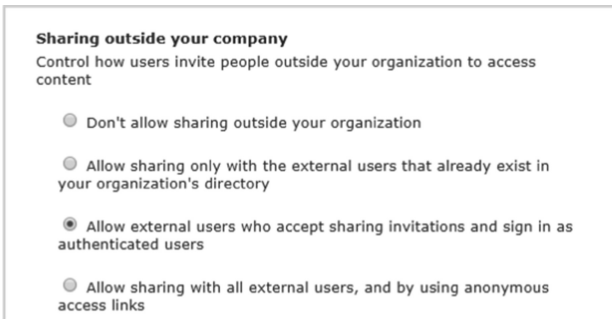 Sharing outside your company
Control how users invite people outside your organization to access
content
Don't allow sharing outside your organization
Allow sharing only with the external users that already exist in
your organization's directory
Allow external users who accept sharing invitations and sign in as
authenticated users
Allow sharing with all external users, and by using anonymous
access links